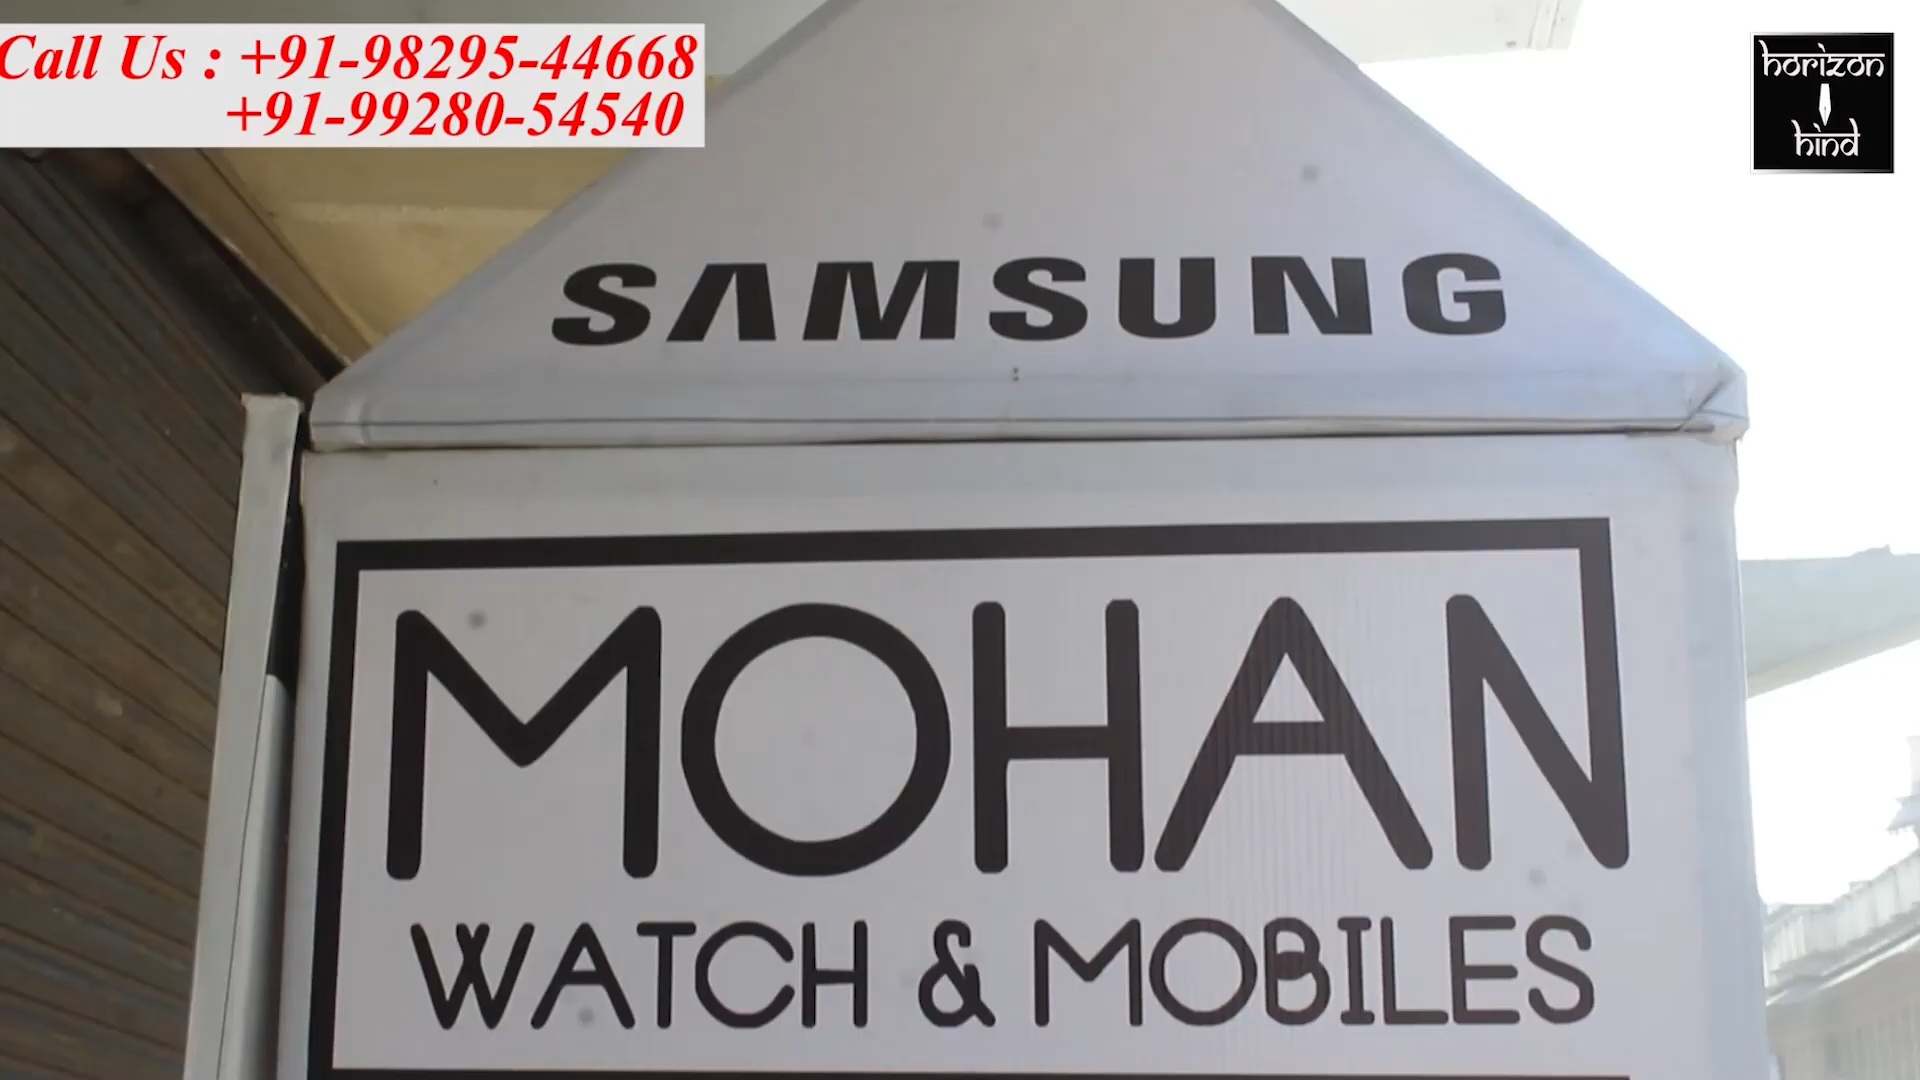 Call Us : +91-98295-44668
+91-99280-54540
horizon
hind
SAMSUNG
MOHAN
WATCH & MOBILES